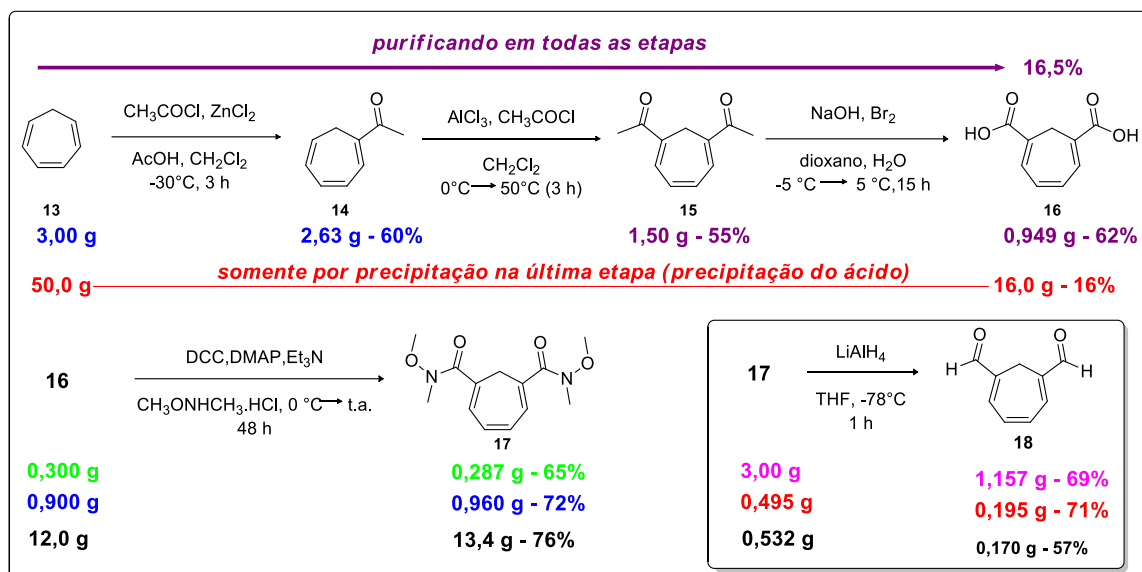 purificando em todas as etapas
16,5%
CH3COCl, ZnCl2
AcOH, CH2Cl2
-30°C, 3 h
O
AlCl3, CH3COCl
CH2Cl2
0°C → 50°C (3 h)
O O
NaOH, Br2
dioxano, H2O
-5 °C → 5 °C,15 h
O O
HO OH
13 14 15 16
3,00 g 2,63 g - 60% 1,50 g - 55% 0,949 g - 62%
somente por precipitação na última etapa (precipitação do ácido)
50,0 g 16,0 g - 16%
16
DCC,DMAP,Et3N
CH3ONHCH3.HCl, 0 °C → t.a.
48 h
O O O O
N N
17
0,300 g 0,287 g - 65%
0,900 g 0,960 g - 72%
12,0 g 13,4 g - 76%
17
LiAlH4
THF, -78°C
1 h
O O
H H
18
3,00 g 1,157 g - 69%
0,495 g 0,195 g - 71%
0,532 g 0,170 g - 57%